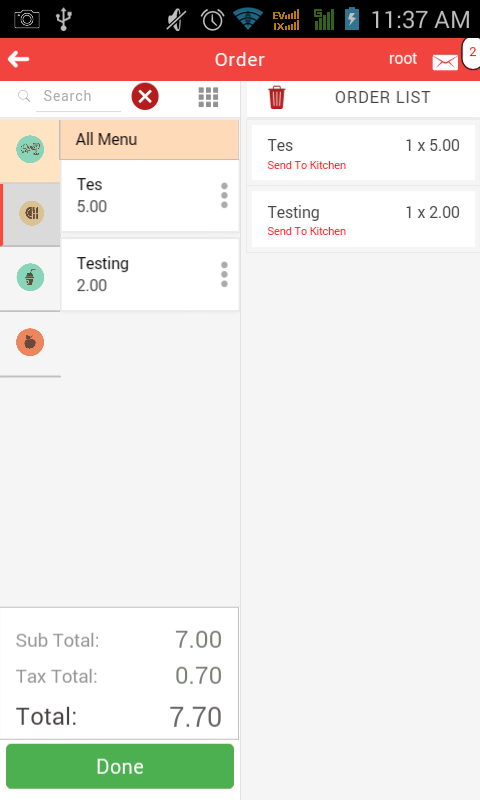 EV
1X
G
11:37 AM
Order
root
2
Search
ORDER LIST
All Menu
Tes
5.00
Testing
2.00
Tes
1 x 5.00
Send To Kitchen
Testing
1 x 2.00
Send To Kitchen
Sub Total:
7.00
Tax Total:
0.70
Total:
7.70
Done